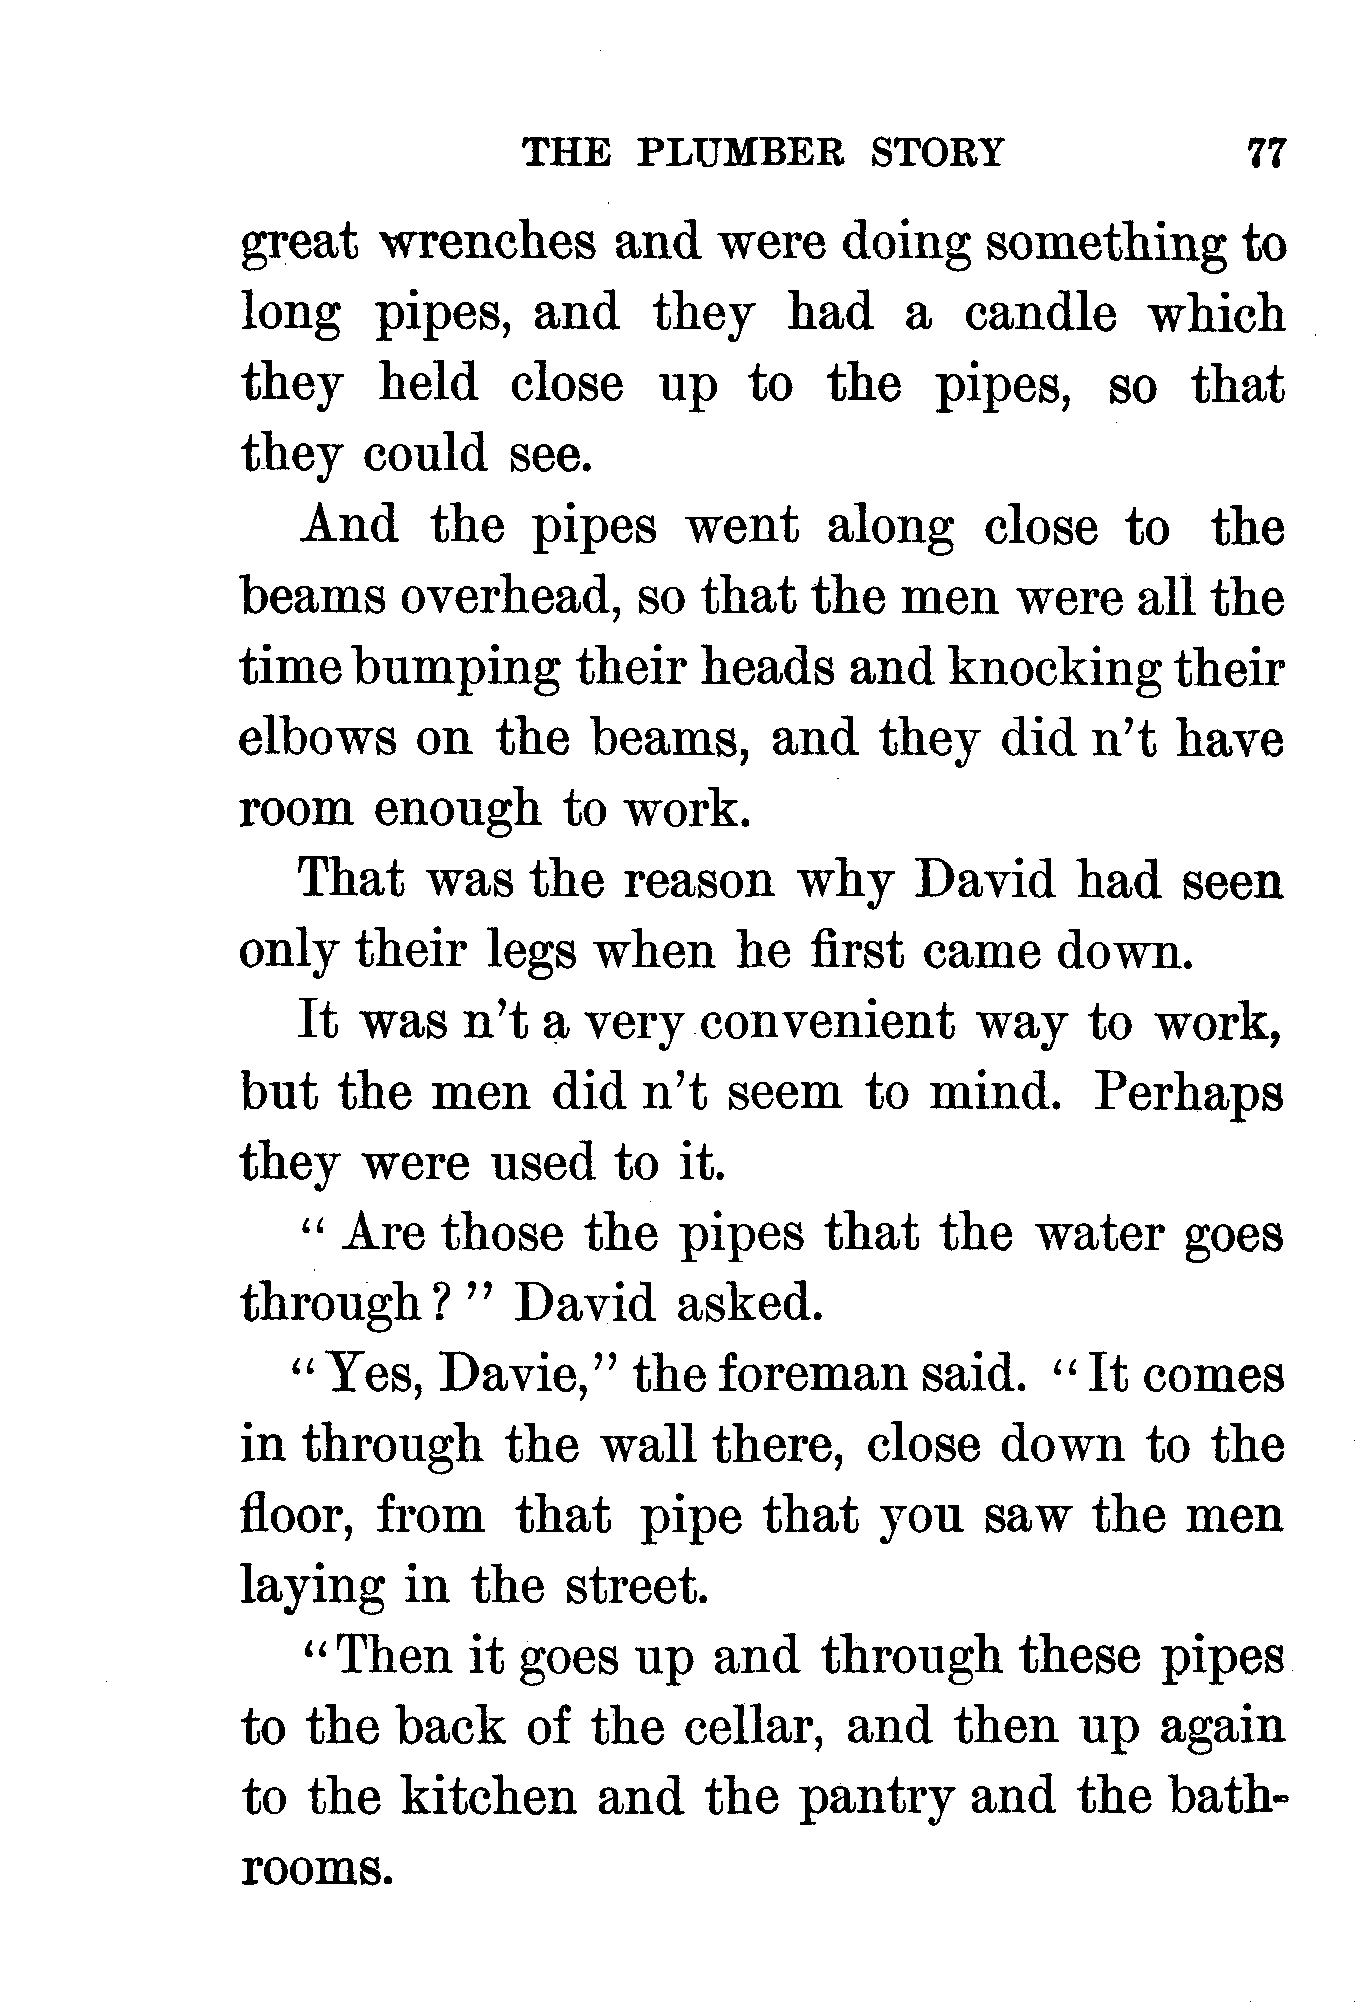 THE PLUMBER STORY 77
great wrenches and were doing something to
long pipes, and they had a candle which
they held close up to the pipes, so that
they could see.
And the pipes went along close to the
beams overhead, so that the men were all the
time bumping their heads and knocking their
elbows on the beams, and they did n't have
room enough to work.
That was the reason why David had seen
only their legs when he first came down.
It was n't a very convenient way to work,
but the men did n't seem to mind. Perhaps
they were used to it.
“ Are those the pipes that the water goes
through ? ” David asked.
“ Yes, Davie,” the foreman said. “ It comes
in through the wall there, close down to the
floor, from that pipe that you saw the men
laying in the street.
“ Then it goes up and through these pipes
to the back of the cellar, and then up again
to the kitchen and the pantry and the bath-
rooms.